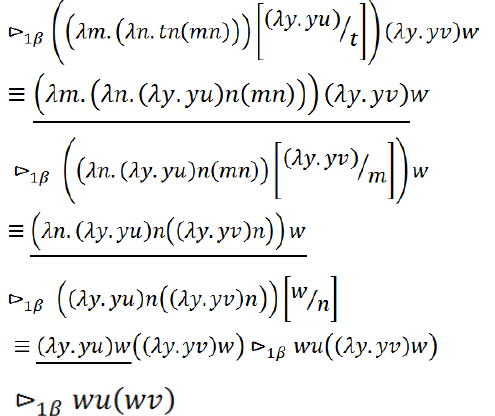 ▷₁β ((λm.(λn.tn(mn)))[(λy.yu)/t])(λy.yv)w
≡ (λm.(λn.(λy.yu)n(mn)))(λy.yv)w
▷₁β ((λn.(λy.yu)n(mn))[(λy.yv)/m])w
≡ (λn.(λy.yu)n((λy.yv)n))w
▷₁β ((λy.yu)n((λy.yv)n))[w/n]
≡ (λy.yu)w((λy.yv)w) ▷₁β wu((λy.yv)w)
▷₁β wu(wv)